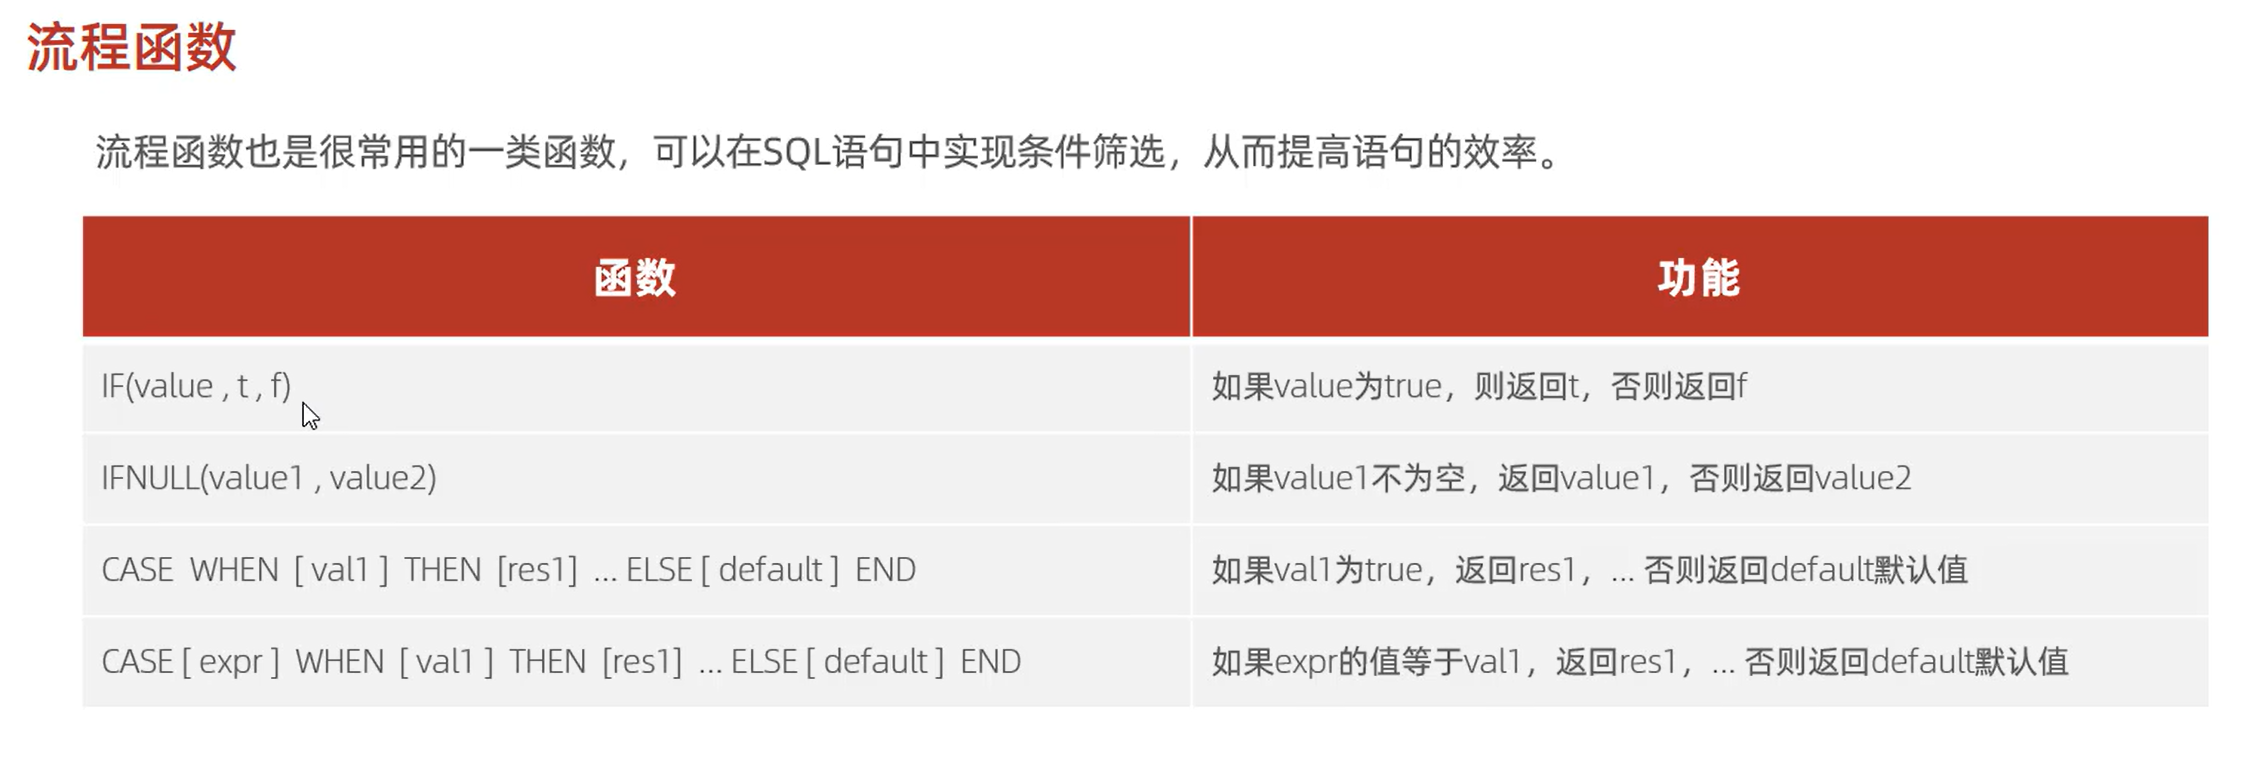 流程函数
流程函数也是很常用的一类函数，可以在SQL语句中实现条件筛选，从而提高语句的效率。
函数 功能
IF(value , t , f) 如果value为true，则返回t，否则返回f
IFNULL(value1 , value2) 如果value1不为空，返回value1，否则返回value2
CASE WHEN [ val1 ] THEN [res1] ... ELSE [ default ] END 如果val1为true，返回res1，... 否则返回default默认值
CASE [ expr ] WHEN [ val1 ] THEN [res1] ... ELSE [ default ] END 如果expr的值等于val1，返回res1，... 否则返回default默认值